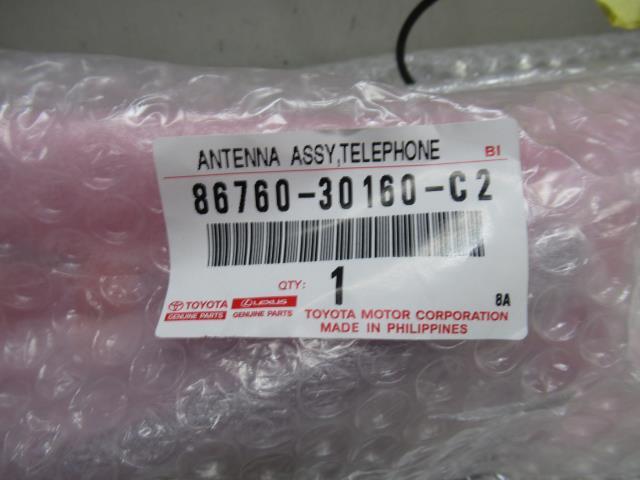 ANTENNA ASSY,TELEPHONE BI
86760-30160-C2
QTY: 1 8A
TOYOTA LEXUS TOYOTA MOTOR CORPORATION
GENUINE PARTS GENUINE PARTS MADE IN PHILIPPINES